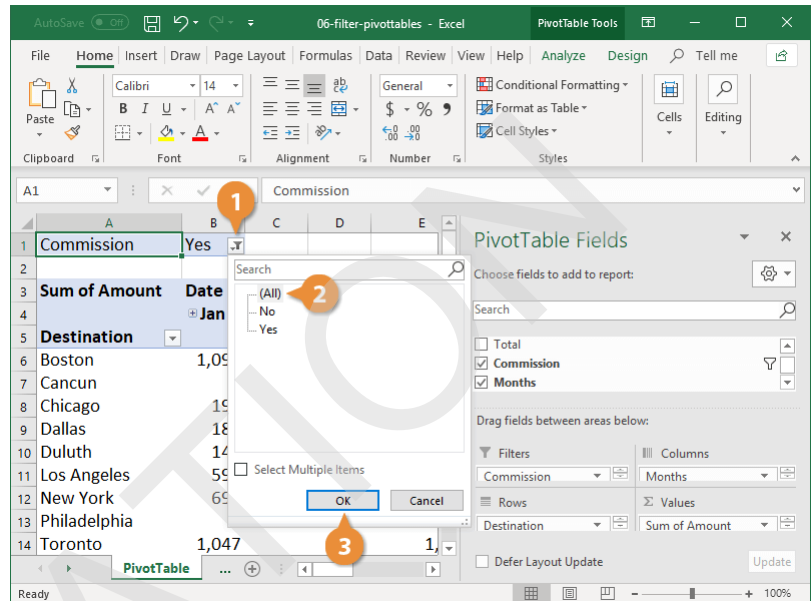 AutoSave Off 06-filter-pivottables - Excel PivotTable Tools
File Home Insert Draw Page Layout Formulas Data Review View Help Analyze Design Tell me
Calibri 14 ab General Conditional Formatting
Paste B I U A A $ % 9 Format as Table Cells Editing
A .00 .0 Cell Styles
Clipboard Font Alignment Number Styles
A1 Commission
1
A B C D E
1 Commission Yes
2
3 Sum of Amount Date
4 Jan
5 Destination
6 Boston 1,09
7 Cancun
8 Chicago 19
9 Dallas 18
10 Duluth 14
11 Los Angeles 59
12 New York 69
13 Philadelphia
14 Toronto 1,047 1,
Search
(All) 2
No
Yes
Select Multiple Items
OK Cancel
3
PivotTable Fields
Choose fields to add to report:
Search
Total
Commission
Months
Drag fields between areas below:
Filters Columns
Commission Months
Rows Σ Values
Destination Sum of Amount
Defer Layout Update Update
PivotTable ...
Ready 100%